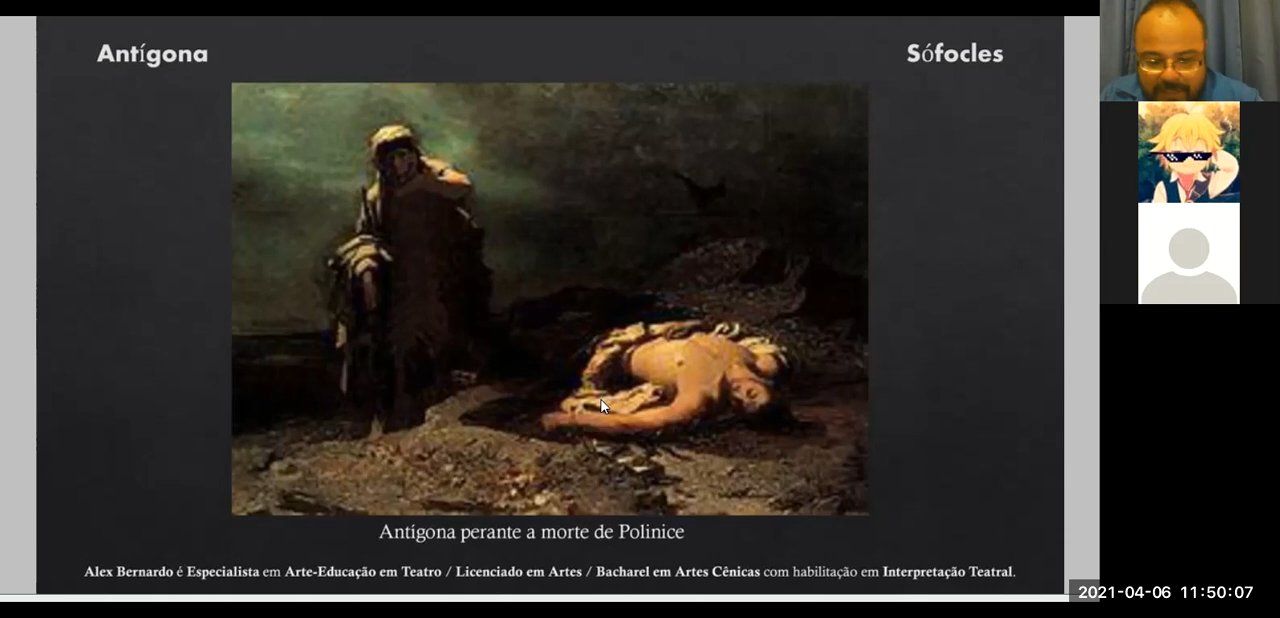 Antígona
Sófocles
Antígona perante a morte de Polinice
Alex Bernardo é Especialista em Arte-Educação em Teatro / Licenciado em Artes / Bacharel em Artes Cênicas com habilitação em Interpretação Teatral.
2021-04-06 11:50:07